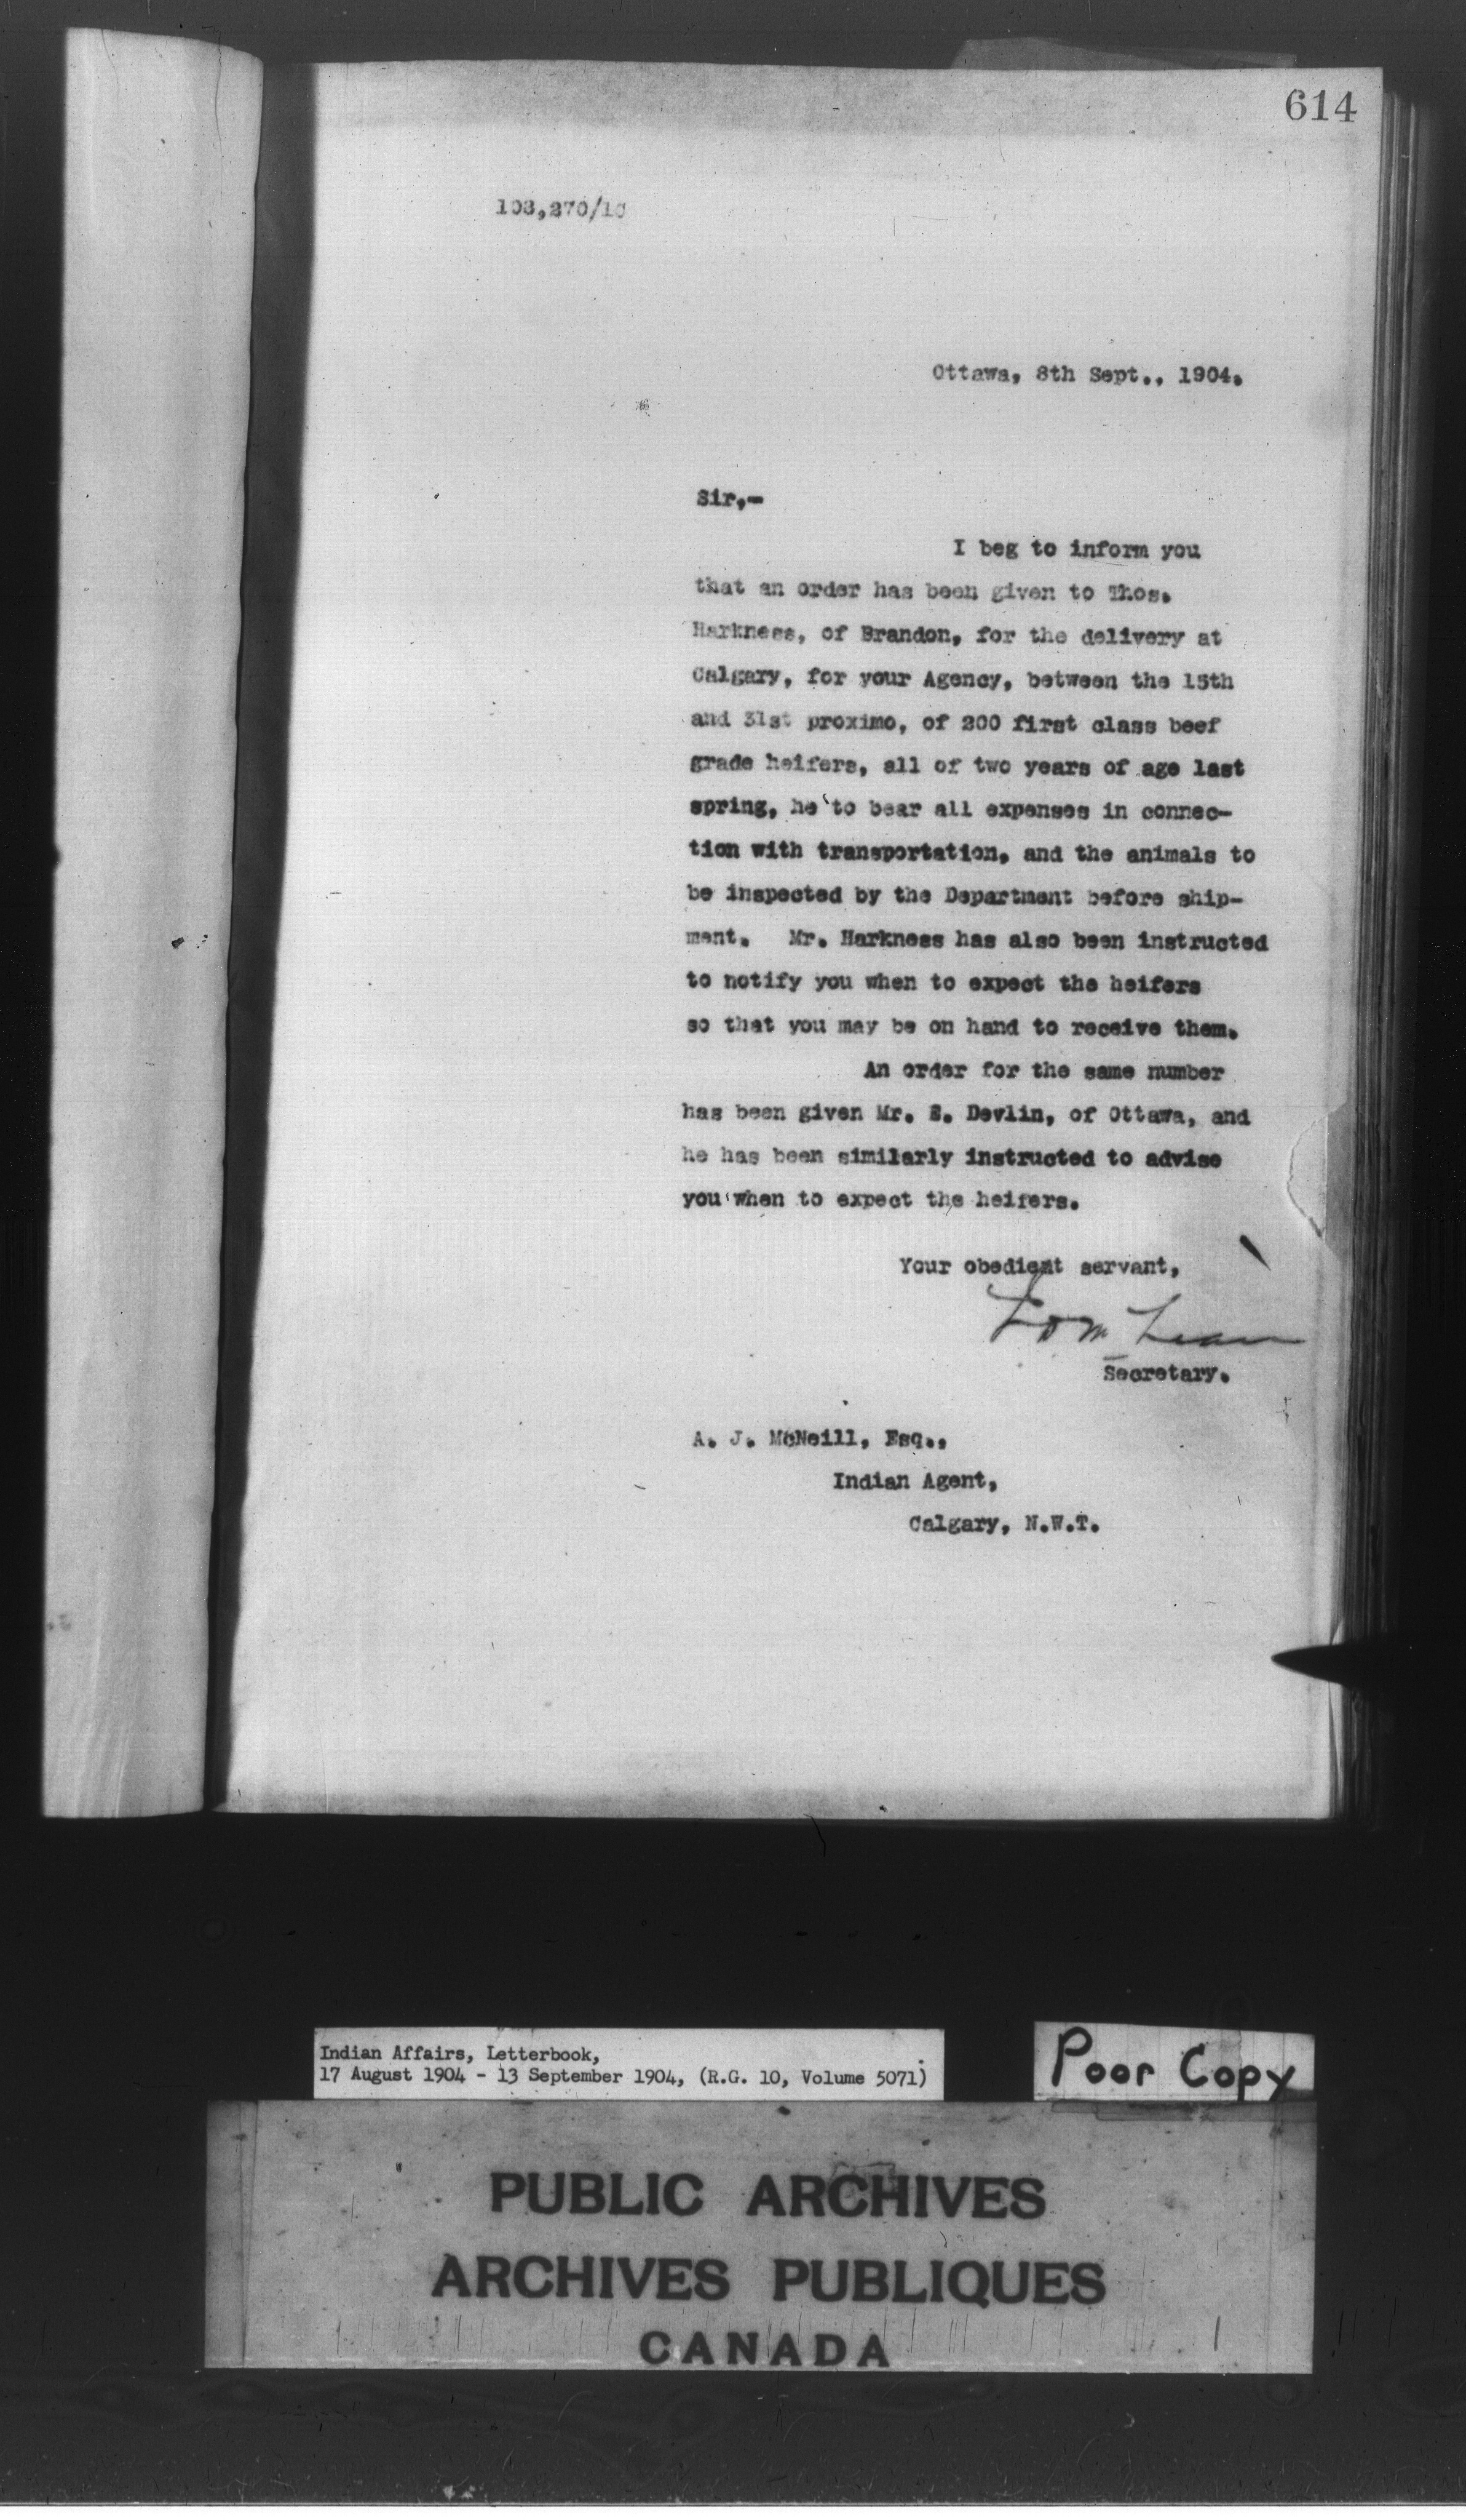 614
103,270/10
Ottawa, 8th Sept., 1904.
Sir,-
I beg to inform you
that an order has been given to Thos.
Harkness, of Brandon, for the delivery at
Calgary, for your Agency, between the 15th
and 31st proximo, of 200 first class beef
grade heifers, all of two years of age last
spring, he to bear all expenses in connec-
tion with transportation, and the animals to
be inspected by the Department before ship-
ment. Mr. Harkness has also been instructed
to notify you when to expect the heifers
so that you may be on hand to receive them.
An order for the same number
has been given Mr. S. Devlin, of Ottawa, and
he has been similarly instructed to advise
you when to expect the heifers.
Your obedient servant,
Secretary.
A. J. McNeill, Esq.,
Indian Agent,
Calgary, N.W.T.
Indian Affairs, Letterbook,
17 August 1904 - 13 September 1904, (R.G. 10, Volume 5071)
Poor Copy
PUBLIC ARCHIVES
ARCHIVES PUBLIQUES
CANADA